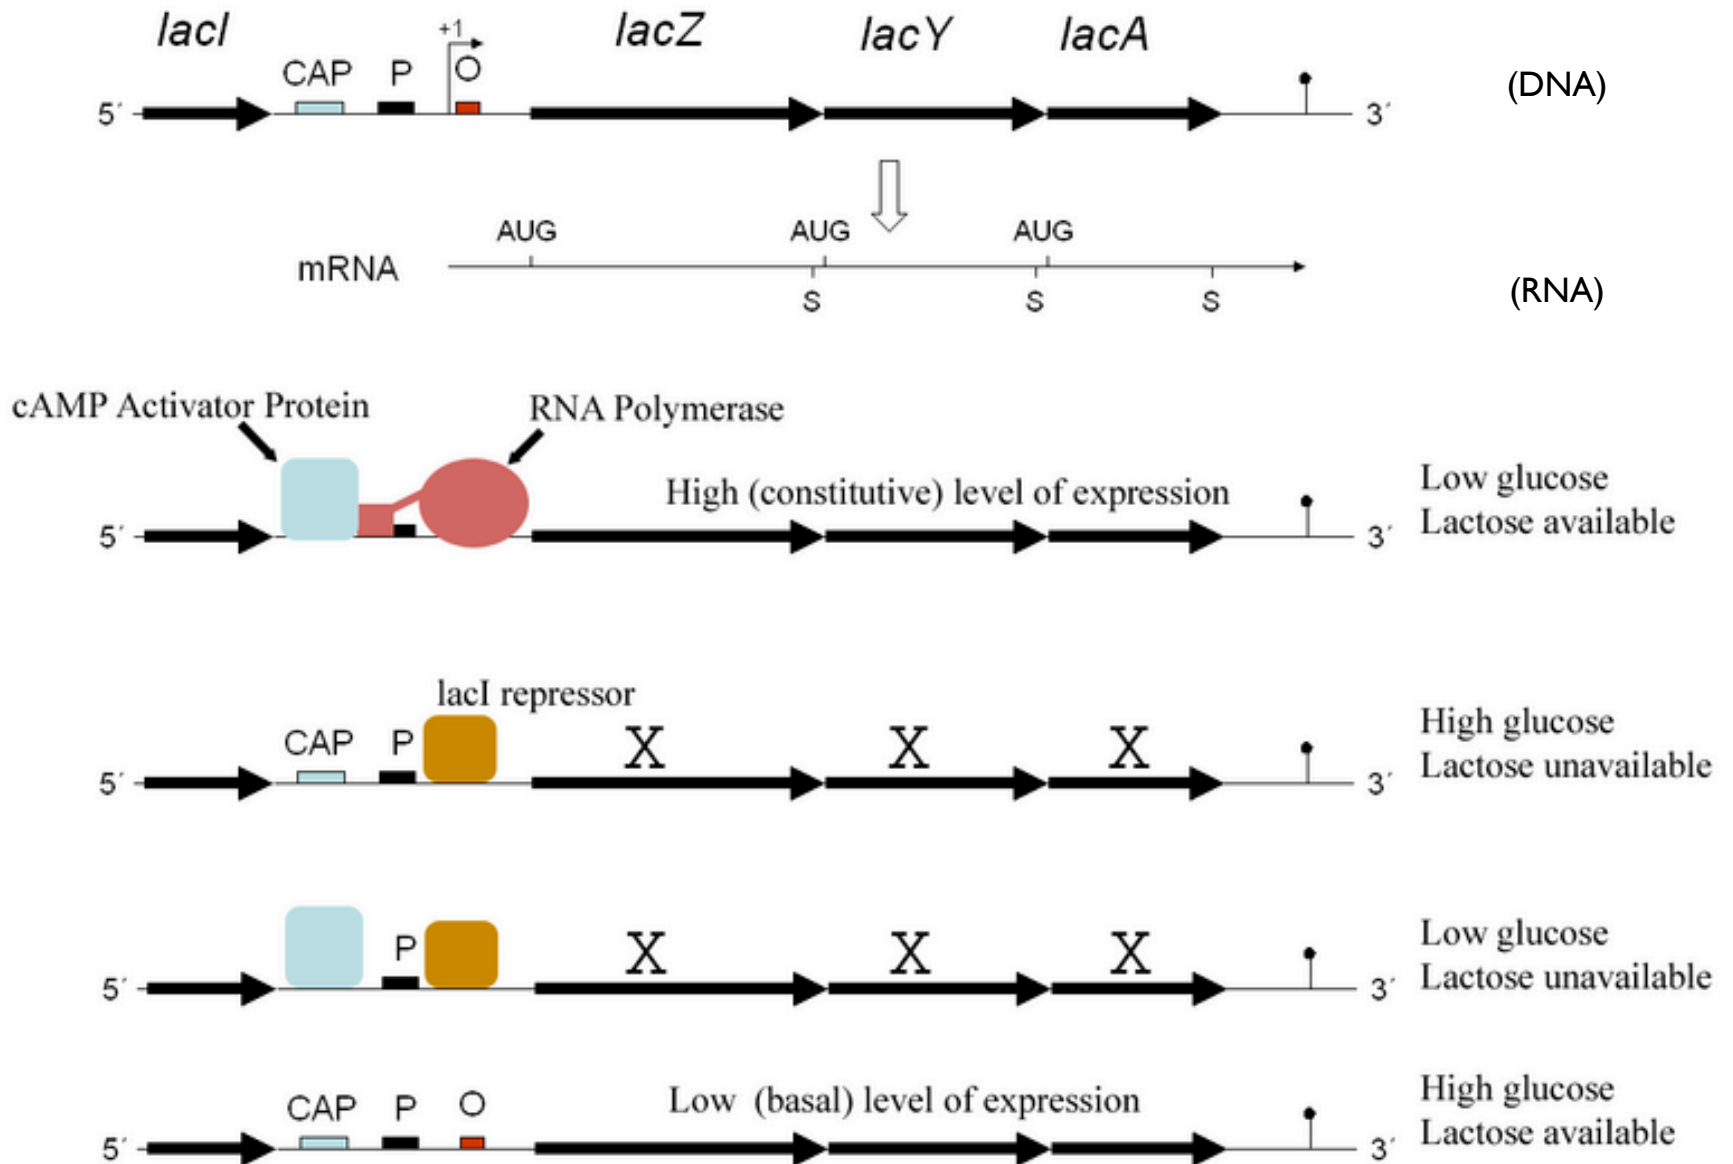 lacI lacZ lacY lacA
+1
CAP P O
(DNA)
5´ 3´
AUG AUG AUG
mRNA
S S S
(RNA)
cAMP Activator Protein RNA Polymerase
High (constitutive) level of expression
Low glucose
Lactose available
5´ 3´
lacI repressor
CAP P X X X
High glucose
Lactose unavailable
5´ 3´
P X X X
Low glucose
Lactose unavailable
5´ 3´
CAP P O Low (basal) level of expression
High glucose
Lactose available
5´ 3´